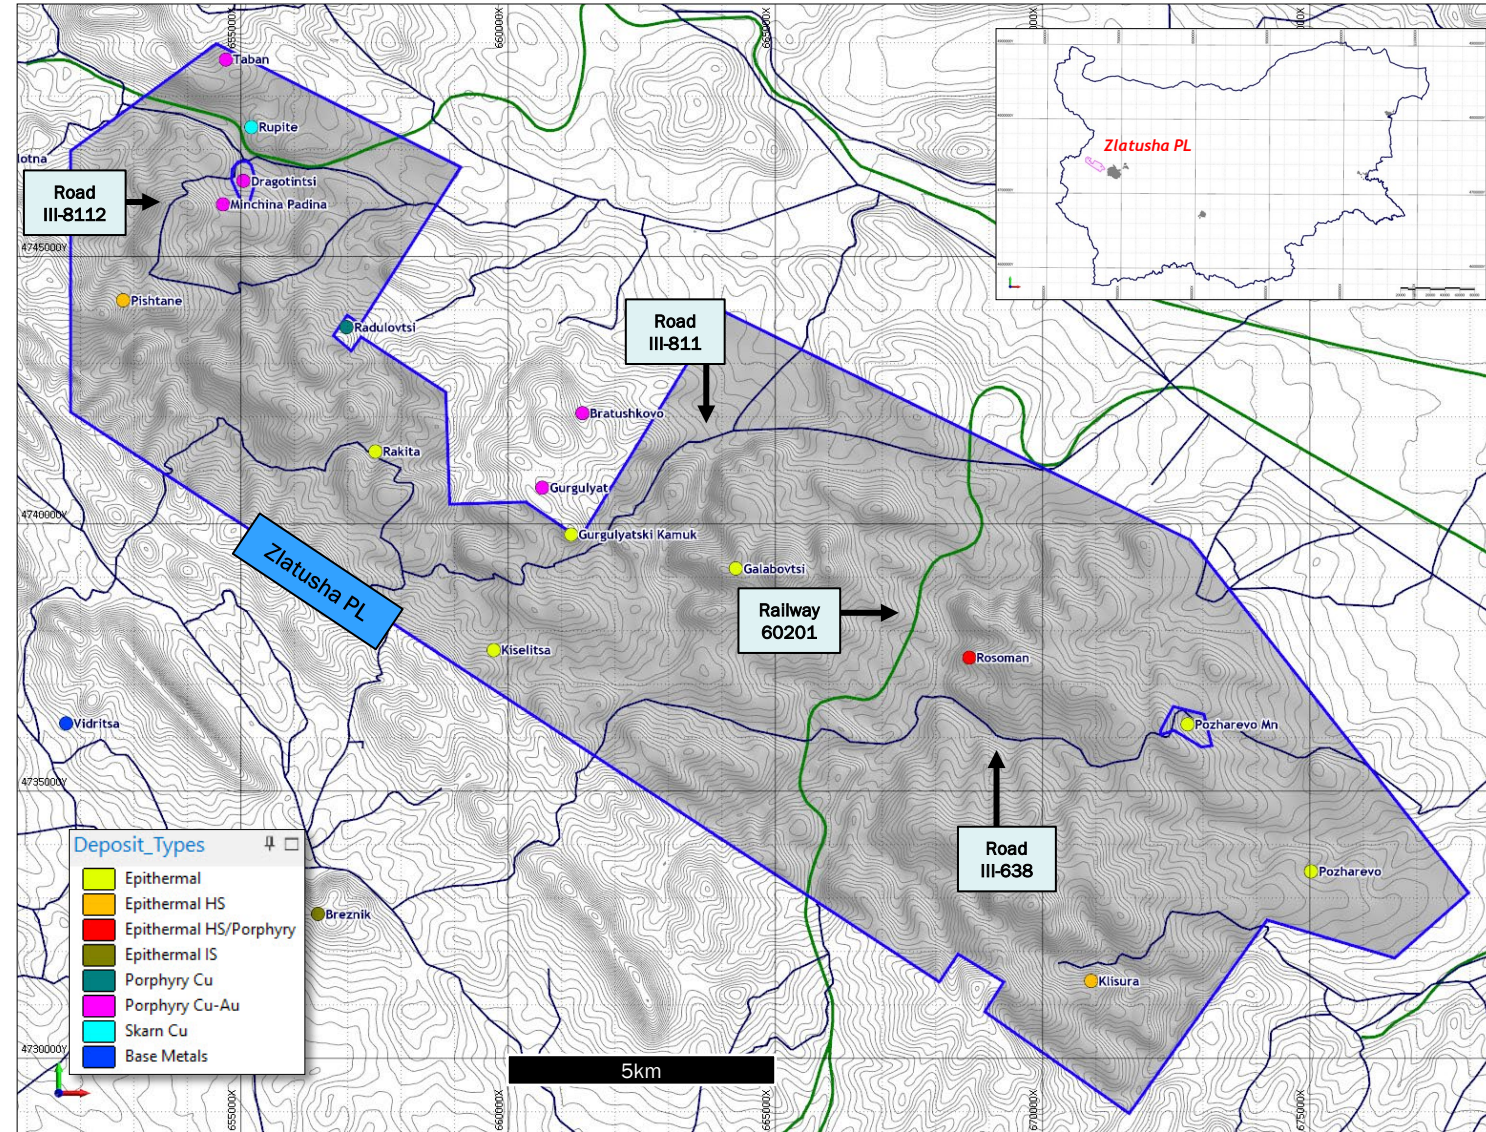 655000X
660000X
665000X
Taban
Rupite
lotna
Dragotintsi
Minchina Padina
Road
III-8112
4745000Y
Pishtane
Radulovtsi
Road
III-811
Bratushkovo
Rakita
Gurgulyat
4740000Y
Gurgulyatski Kamuk
Galabovtsi
Zlatusha PL
Railway
60201
Kiselitsa
Rosoman
Vidritsa
Pozharevo Mn
4735000Y
Road
III-638
Pozharevo
Breznik
Klisura
4730000Y
Deposit_Types
Epithermal
Epithermal HS
Epithermal HS/Porphyry
Epithermal IS
Porphyry Cu
Porphyry Cu-Au
Skarn Cu
Base Metals
5km
655000X
660000X
665000X
670000X
675000X
Zlatusha PL